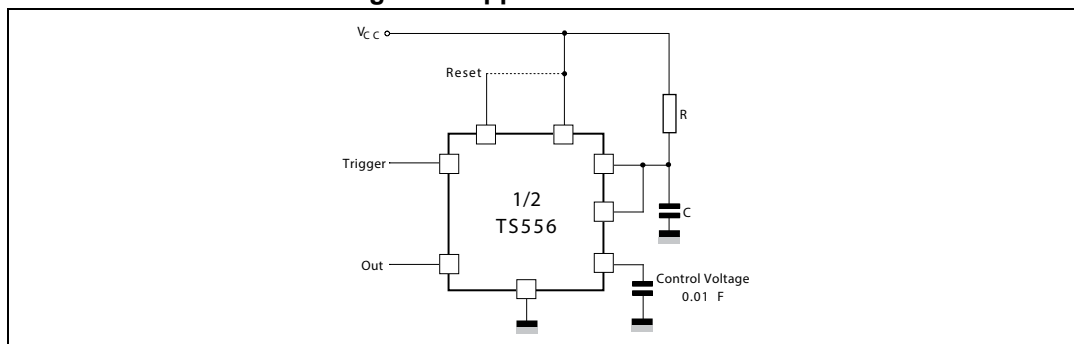 VCC
Reset
R
Trigger
1/2
TS556
C
Out
Control Voltage
0.01 F